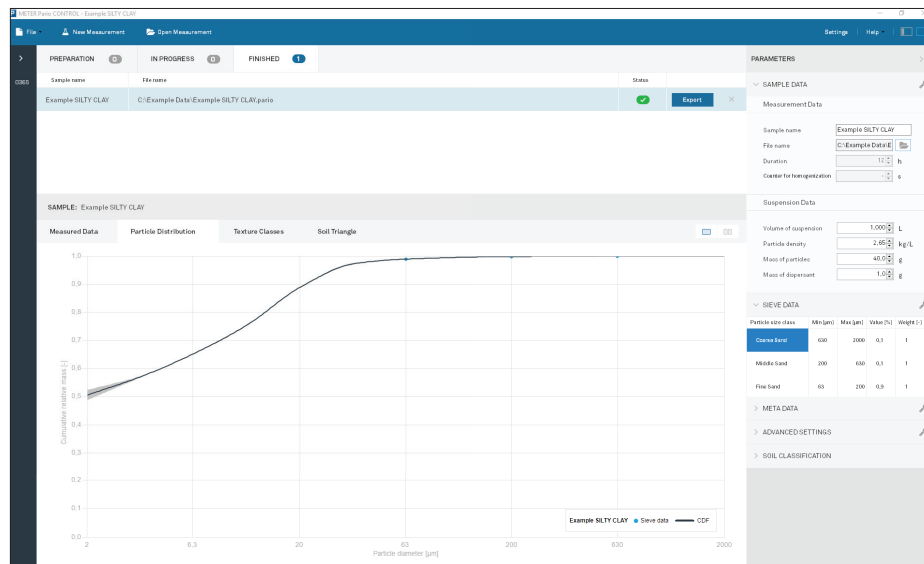 METER Pario CONTROL - Example SILTY CLAY
File New Measurement Open Measurement Settings Help
PREPARATION 0 IN PROGRESS 0 FINISHED 1
Sample name File name Status
Example SILTY CLAY C:\Example Data\Example SILTY CLAY.pario Export
SAMPLE: Example SILTY CLAY
Measured Data Particle Distribution Texture Classes Soil Triangle
1,0
0,9
0,8
0,7
0,6
0,5
0,4
0,3
0,2
0,1
0,0
Cumulative relative mass [-]
2 6,3 20 63 200 630 2000
Particle diameter [µm]
Example SILTY CLAY Sieve data CDF
PARAMETERS
SAMPLE DATA
Measurement Data
Sample name Example SILTY CLAY
File name C:\Example Data\E
Duration 12 h
Counter for homogenization - s
Suspension Data
Volume of suspension 1,000 L
Particle density 2,65 kg/L
Mass of particles 40,0 g
Mass of dispersant 1,0 g
SIEVE DATA
Particle size class Min [µm] Max [µm] Value [%] Weight [-]
Coarse Sand 630 2000 0,1 1
Middle Sand 200 630 0,1 1
Fine Sand 63 200 0,9 1
META DATA
ADVANCED SETTINGS
SOIL CLASSIFICATION